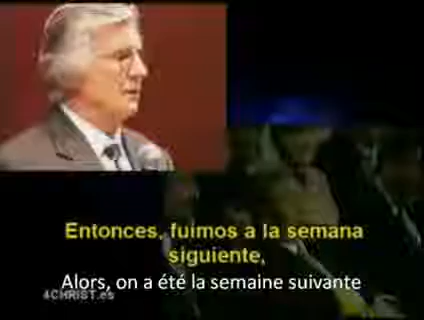 Entonces, fuimos a la semana
siguiente,
Alors, on a été la semaine suivante
4CHRIST.es